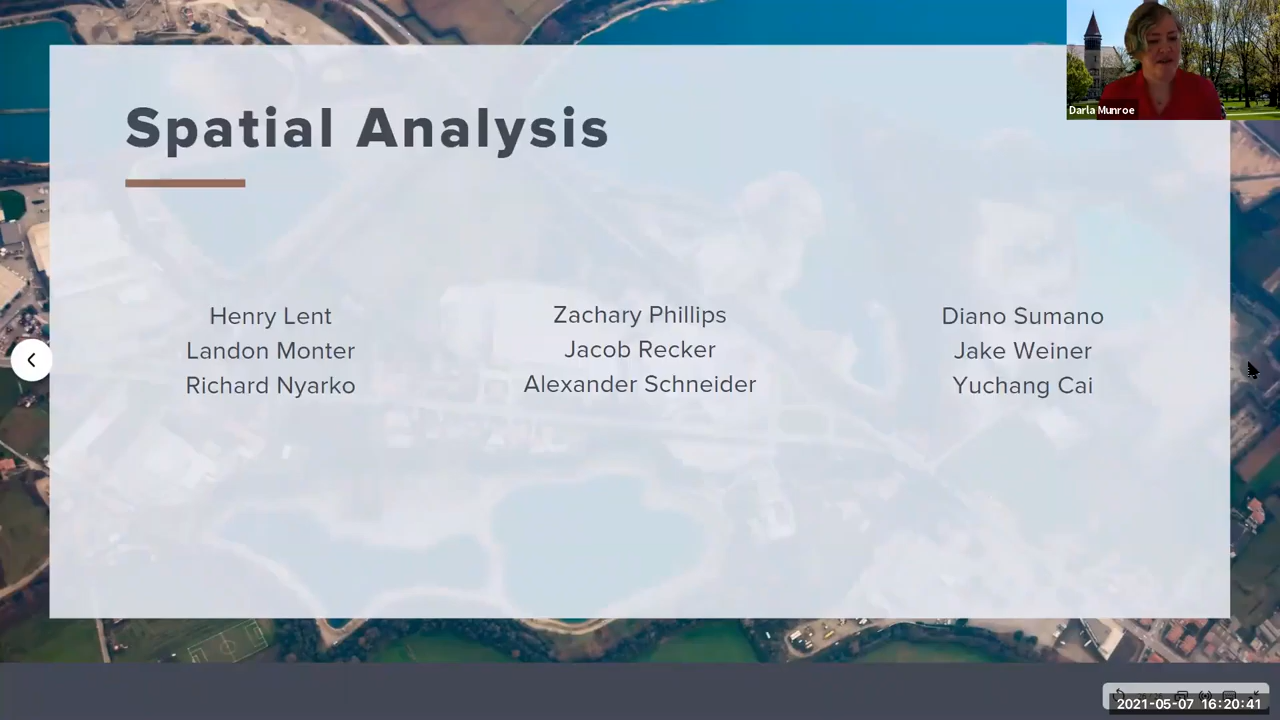 Spatial Analysis
Darla Munroe
Henry Lent
Landon Monter
Richard Nyarko
Zachary Phillips
Jacob Recker
Alexander Schneider
Diano Sumano
Jake Weiner
Yuchang Cai
2021-05-07 16:20:41